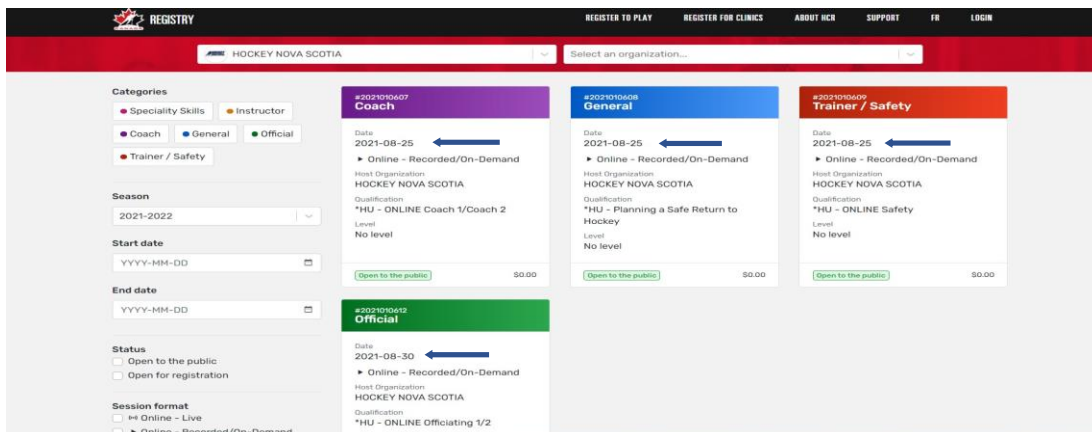 REGISTRY
REGISTER TO PLAY REGISTER FOR CLINICS ABOUT HCR SUPPORT FR LOGIN
HOCKEY NOVA SCOTIA
Select an organization...
Categories
Speciality Skills Instructor
Coach General Official
Trainer / Safety
Season
2021-2022
Start date
YYYY-MM-DD
End date
YYYY-MM-DD
Status
Open to the public
Open for registration
Session format
Online - Live
Online - Recorded/On-Demand
#2021010607
Coach
Date
2021-08-25
Online - Recorded/On-Demand
Host Organization
HOCKEY NOVA SCOTIA
Qualification
*HU - ONLINE Coach 1/Coach 2
Level
No level
Open to the public $0.00
#2021010608
General
Date
2021-08-25
Online - Recorded/On-Demand
Host Organization
HOCKEY NOVA SCOTIA
Qualification
*HU - Planning a Safe Return to
Hockey
Level
No level
Open to the public $0.00
#2021010609
Trainer / Safety
Date
2021-08-25
Online - Recorded/On-Demand
Host Organization
HOCKEY NOVA SCOTIA
Qualification
*HU - ONLINE Safety
Level
No level
Open to the public $0.00
#2021010612
Official
Date
2021-08-30
Online - Recorded/On-Demand
Host Organization
HOCKEY NOVA SCOTIA
Qualification
*HU - ONLINE Officiating 1/2